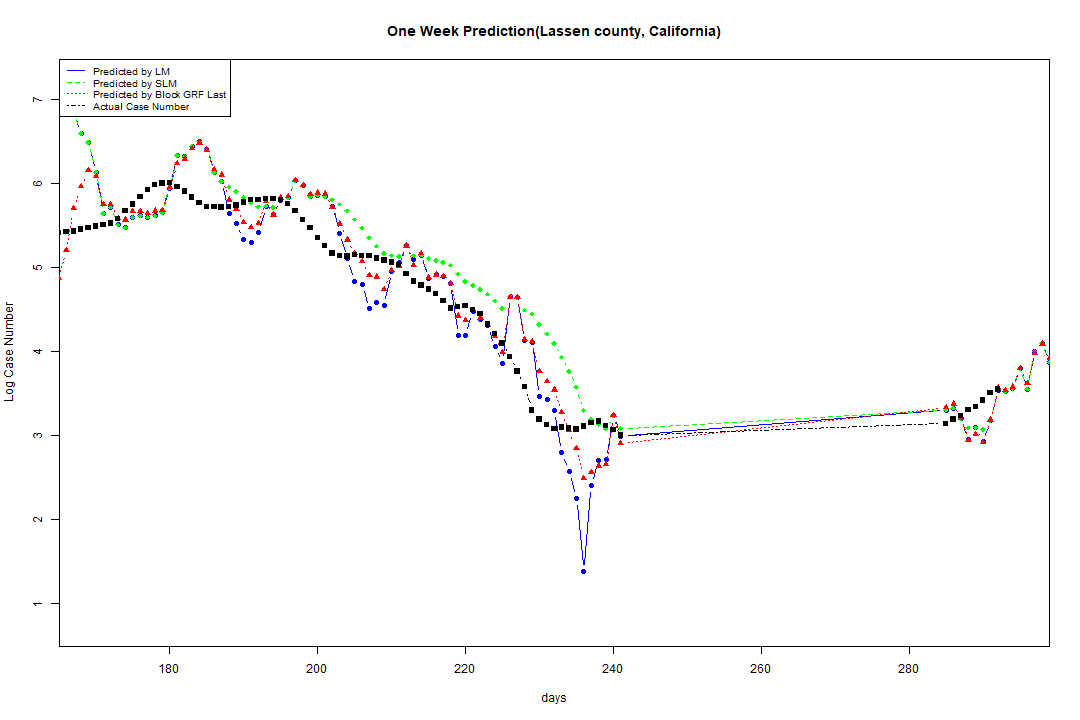 One Week Prediction(Lassen county, California)
Predicted by LM
Predicted by SLM
Predicted by Block GRF Last
Actual Case Number
7
6
5
4
3
2
1
Log Case Number
180 200 220 240 260 280
days